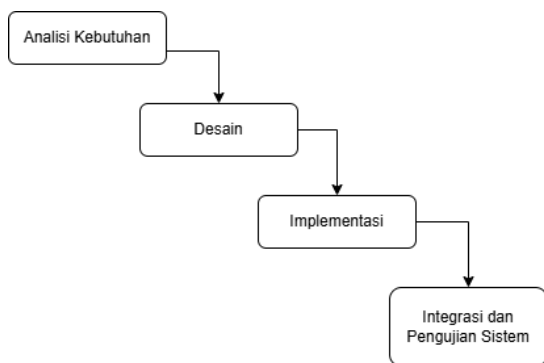 Analisi Kebutuhan
Desain
Implementasi
Integrasi dan
Pengujian Sistem